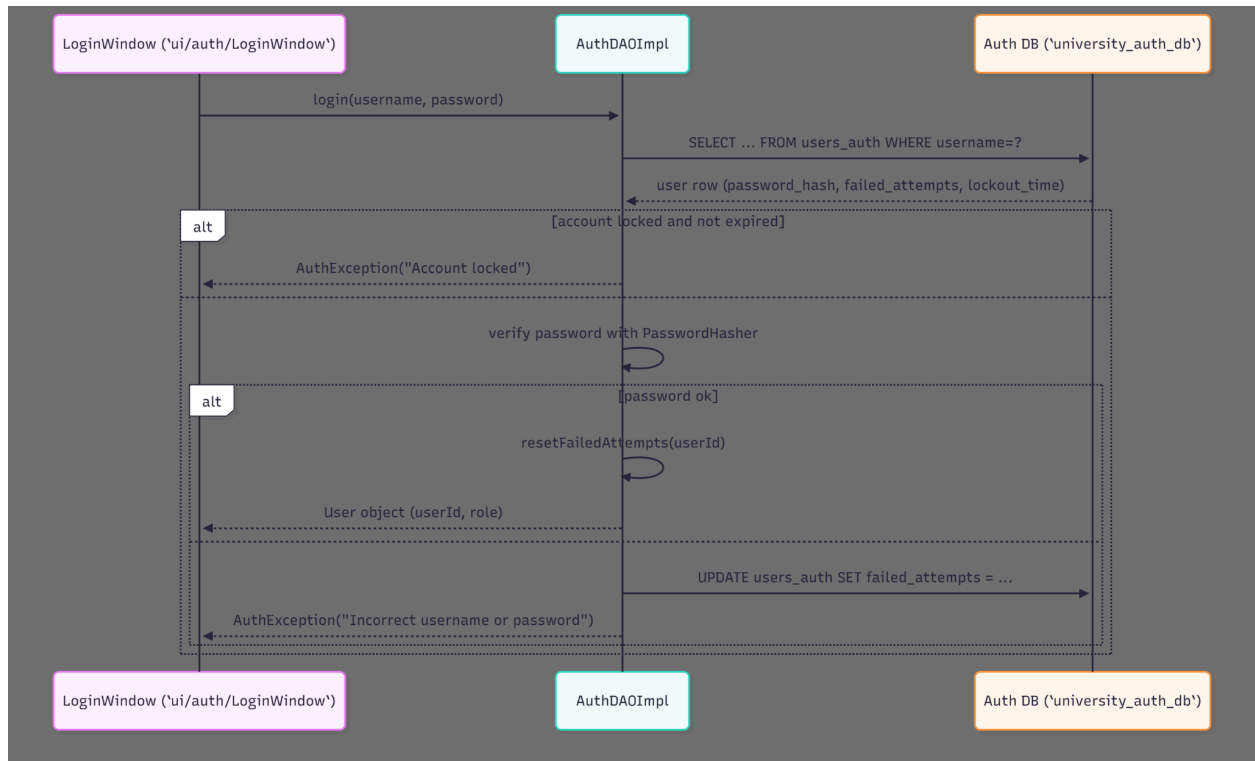 LoginWindow (`ui/auth/LoginWindow`)
AuthDAOImpl
Auth DB (`university_auth_db`)
login(username, password)
SELECT ... FROM users_auth WHERE username=?
user row (password_hash, failed_attempts, lockout_time)
alt
[account locked and not expired]
AuthException("Account locked")
verify password with PasswordHasher
alt
[password ok]
resetFailedAttempts(userId)
User object (userId, role)
UPDATE users_auth SET failed_attempts = ...
AuthException("Incorrect username or password")
LoginWindow (`ui/auth/LoginWindow`)
AuthDAOImpl
Auth DB (`university_auth_db`)